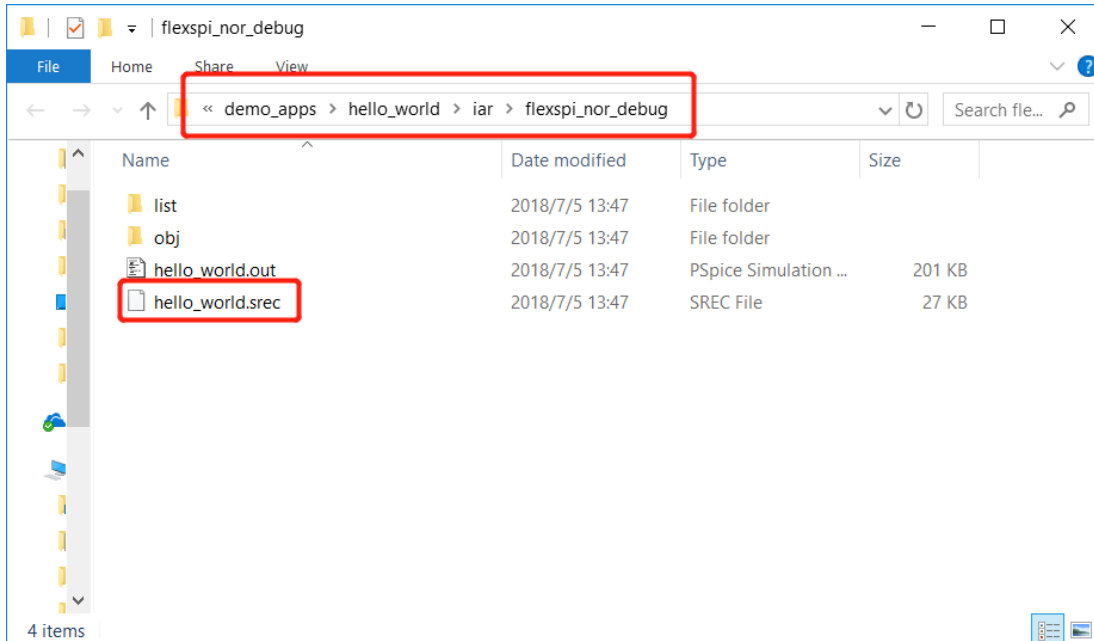 flexspi_nor_debug
File Home Share View
« demo_apps > hello_world > iar > flexspi_nor_debug Search fle...
Name Date modified Type Size
list 2018/7/5 13:47 File folder
obj 2018/7/5 13:47 File folder
hello_world.out 2018/7/5 13:47 PSpice Simulation ... 201 KB
hello_world.srec 2018/7/5 13:47 SREC File 27 KB
4 items